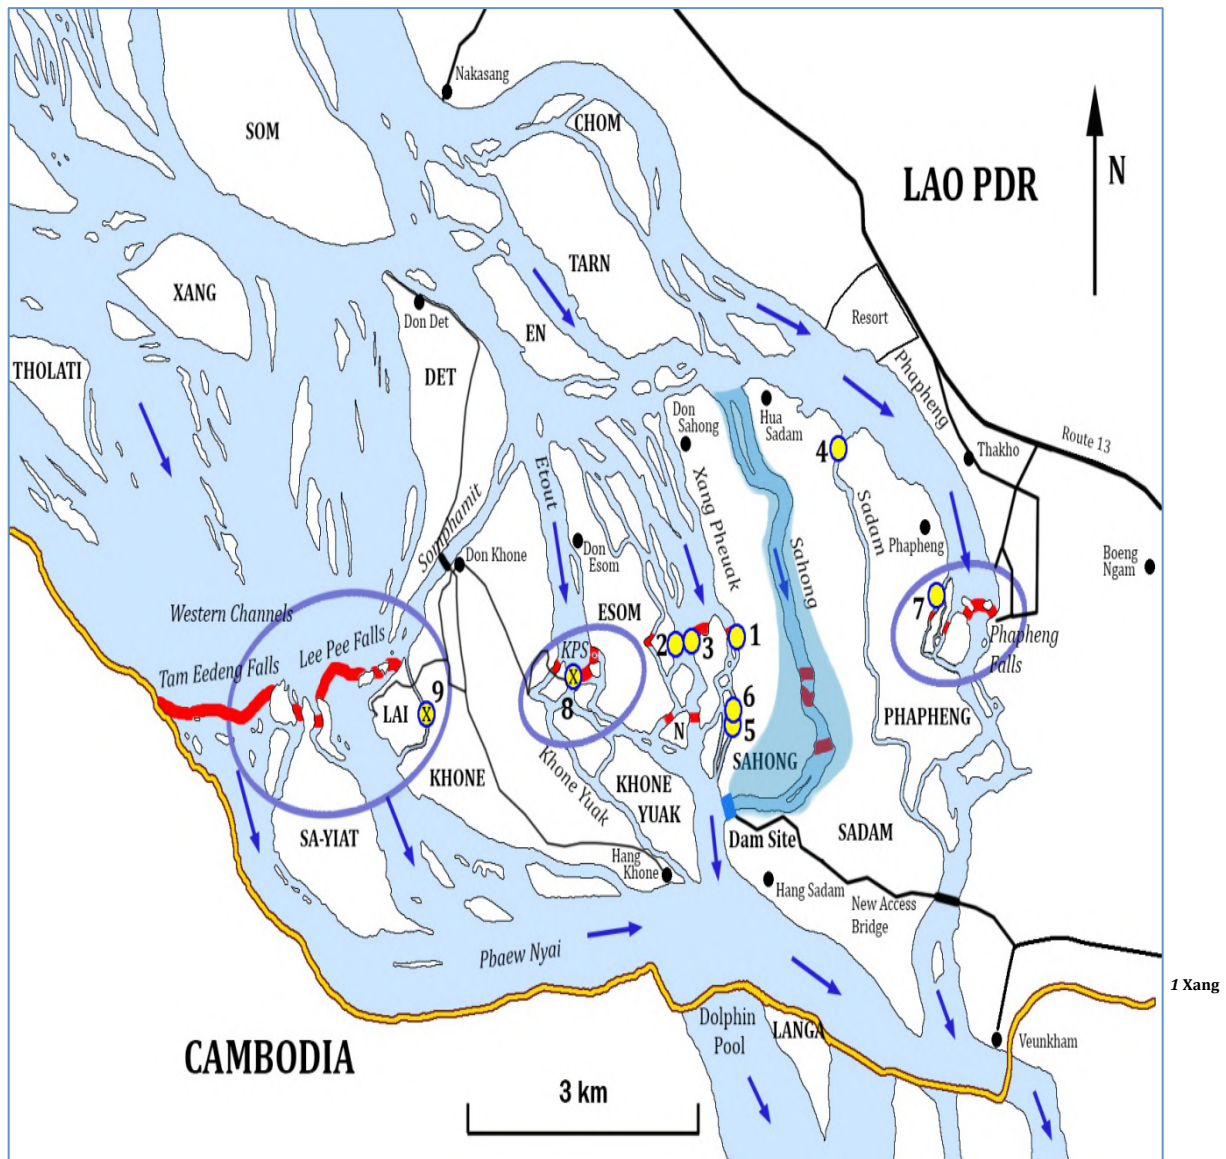 Nakasang
SOM
CHOM
LAO PDR
N
TARN
XANG
Don Det
EN
Resort
THOLATI
DET
Phapheng
Don
Sahong
Hua
Sadam
4
Thakho
Route 13
Etout
Xang Pheuak
Sadam
Somphamit
Don Khone
Don
Esom
Sahong
Phapheng
Boeng
Ngam
Western Channels
ESOM
7
Tam Eedeng Falls
Lee Pee Falls
KPS
2
3
1
Phapheng
Falls
X
9
X
8
LAI
N
6
5
PHAPHENG
KHONE
Khone Yuak
KHONE
YUAK
SAHONG
SA-YIAT
Dam Site
SADAM
Hang
Khone
Hang Sadam
New Access
Bridge
Pbaew Nyai
1 Xang
Dolphin
Pool
LANGA
Veunkham
CAMBODIA
3 km